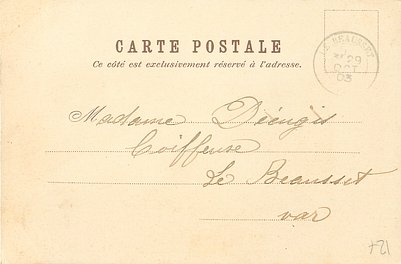 CARTE POSTALE
Ce côté est exclusivement réservé à l'adresse.
LE BEAUSSET
29
OCT
03
Madame
Coiffeuse
Le Beausset
var